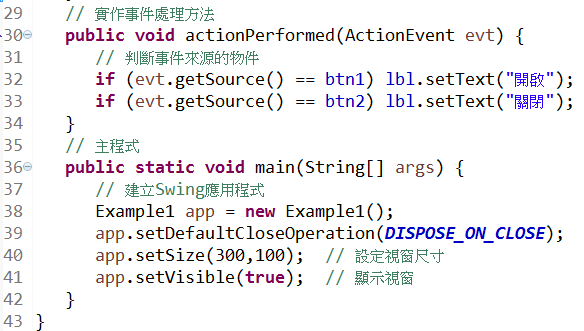 29 // 實作事件處理方法
30 public void actionPerformed(ActionEvent evt) {
31 // 判斷事件來源的物件
32 if (evt.getSource() == btn1) lbl.setText("開啟");
33 if (evt.getSource() == btn2) lbl.setText("關閉");
34 }
35 // 主程式
36 public static void main(String[] args) {
37 // 建立Swing應用程式
38 Example1 app = new Example1();
39 app.setDefaultCloseOperation(DISPOSE_ON_CLOSE);
40 app.setSize(300,100); // 設定視窗尺寸
41 app.setVisible(true); // 顯示視窗
42 }
43 }